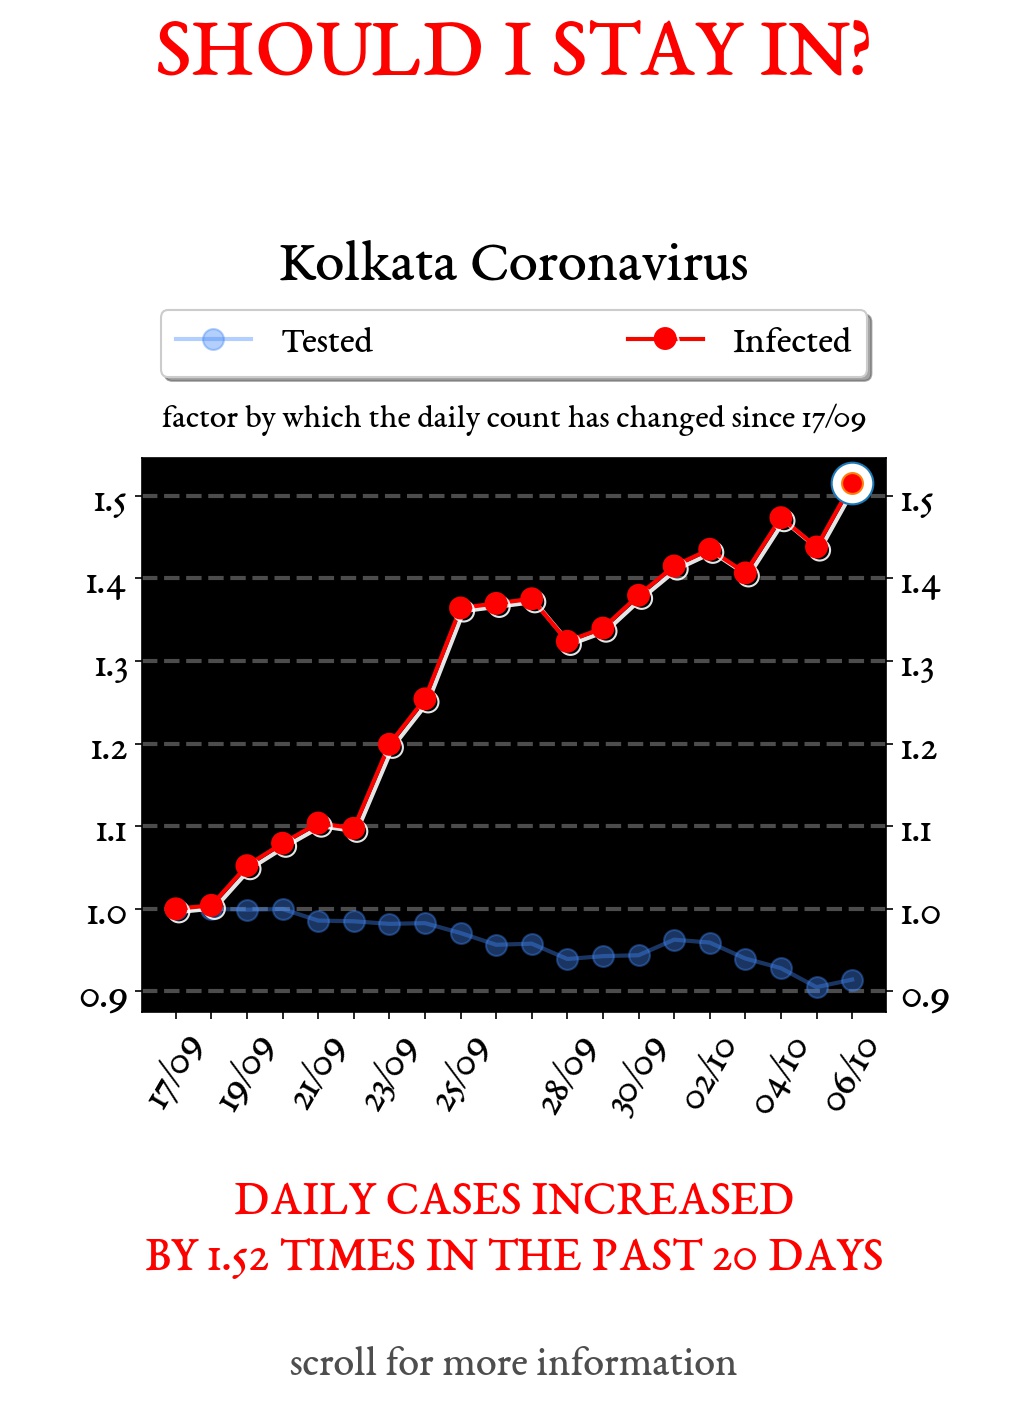 SHOULD I STAY IN?
Kolkata Coronavirus
Tested Infected
factor by which the daily count has changed since 17/09
1.5 1.5
1.4 1.4
1.3 1.3
1.2 1.2
1.1 1.1
1.0 1.0
0.9 0.9
17/09 19/09 21/09 23/09 25/09 28/09 30/09 02/10 04/10 06/10
DAILY CASES INCREASED
BY 1.52 TIMES IN THE PAST 20 DAYS
scroll for more information